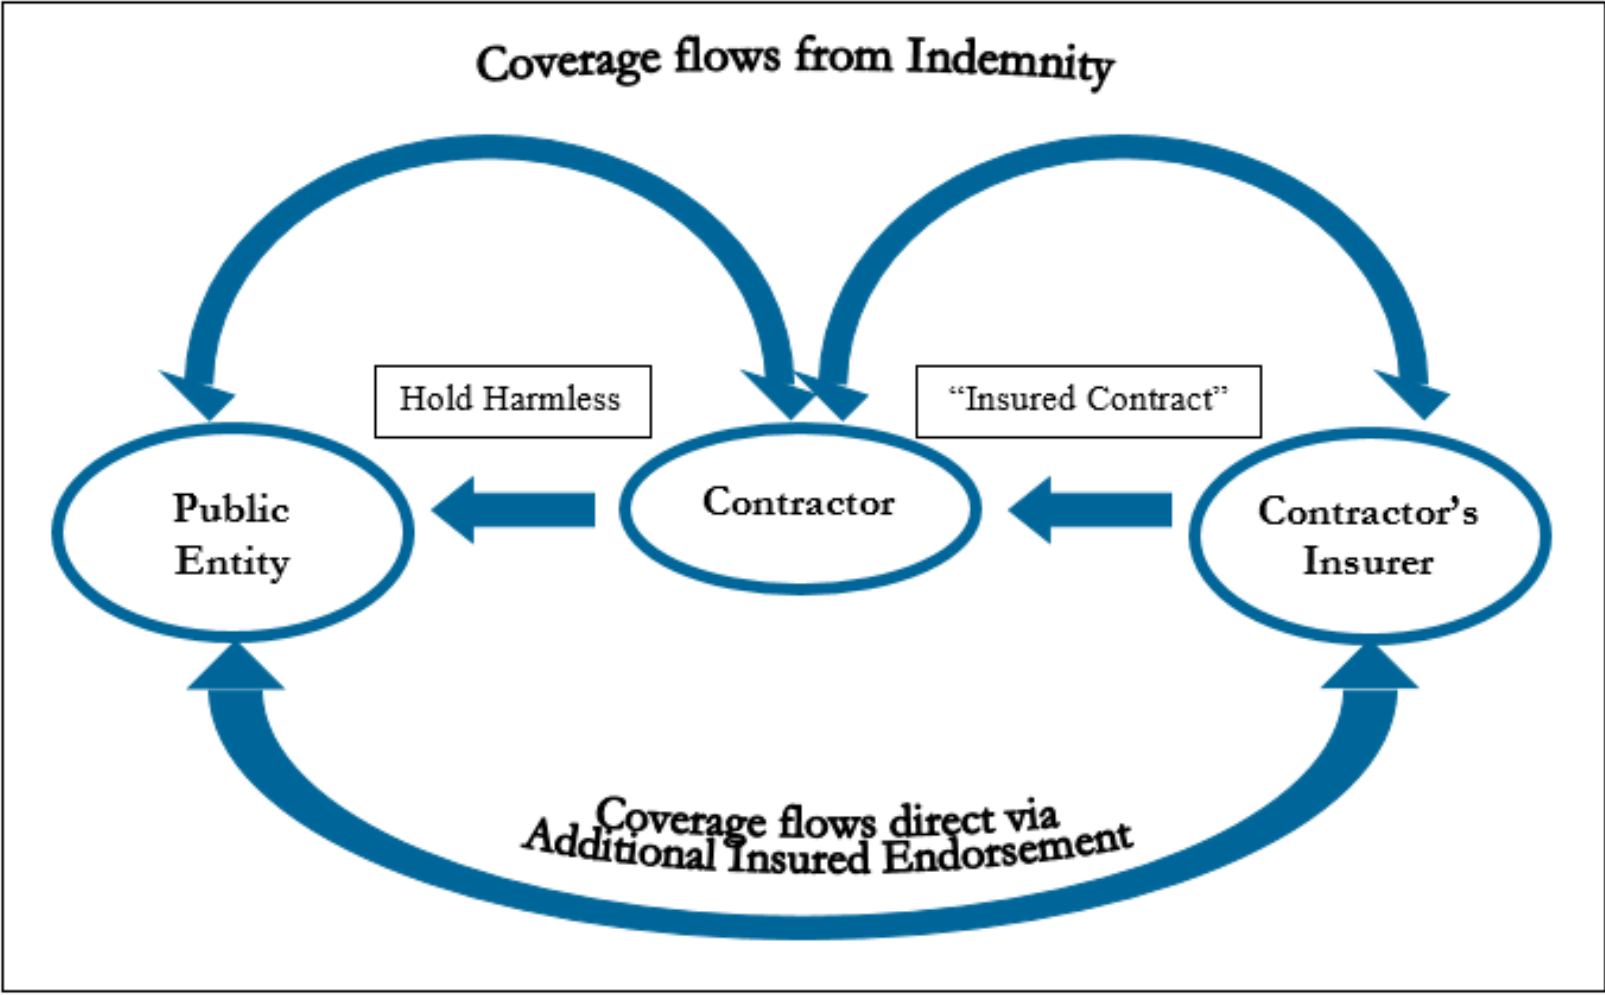 Coverage flows from Indemnity
Hold Harmless
“Insured Contract”
Public
Entity
Contractor
Contractor’s
Insurer
Coverage flows direct via
Additional Insured Endorsement